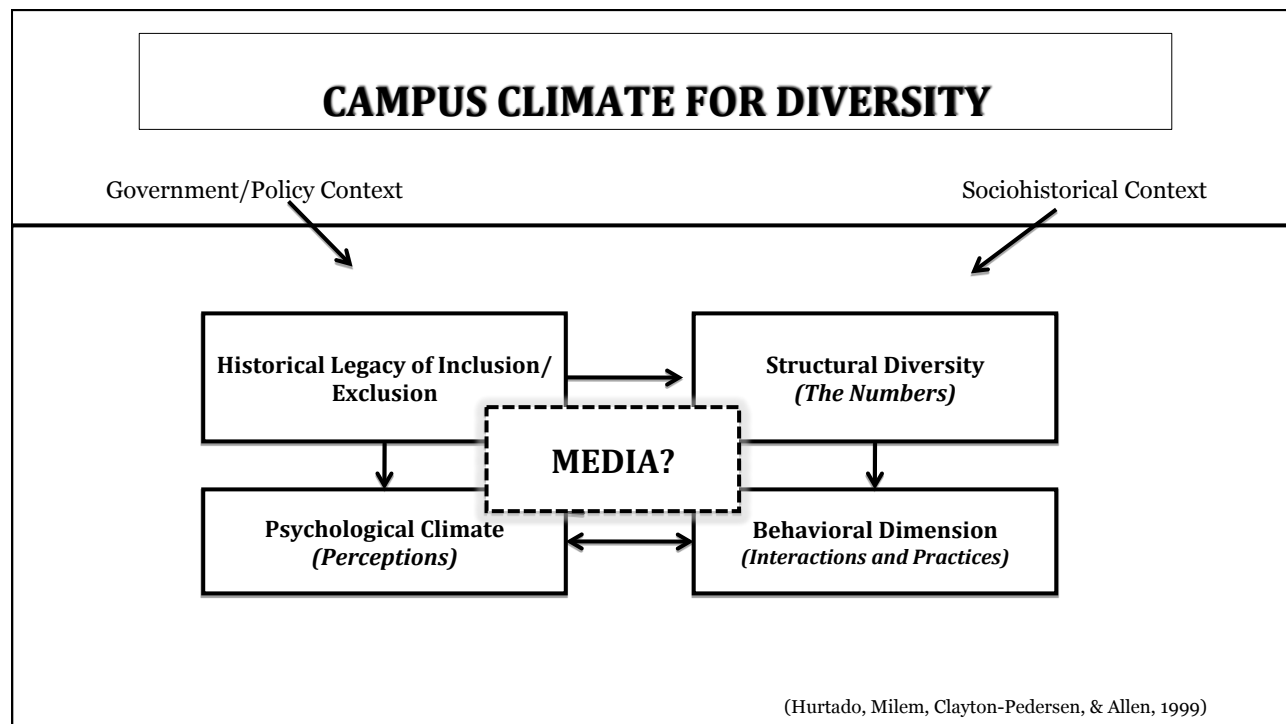 CAMPUS CLIMATE FOR DIVERSITY
Government/Policy Context
Sociohistorical Context
Historical Legacy of Inclusion/
Exclusion
Structural Diversity
(The Numbers)
MEDIA?
Psychological Climate
(Perceptions)
Behavioral Dimension
(Interactions and Practices)
(Hurtado, Milem, Clayton-Pedersen, & Allen, 1999)